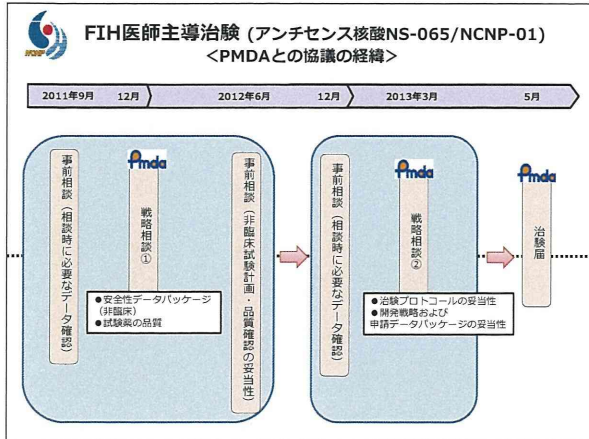 FIH医師主導治験 (アンチセンス核酸NS-065/NCNP-01)
<PMDAとの協議の経緯>
NCNP
2011年9月
12月
2012年6月
12月
2013年3月
5月
事前相談（相談時に必要なデータ確認）
Pmda
戦略相談①
●安全性データパッケージ
(非臨床)
●試験薬の品質
事前相談（非臨床試験計画・品質確認の妥当性）
事前相談（相談時に必要なデータ確認）
Pmda
戦略相談②
●治験プロトコールの妥当性
●開発戦略および
申請データパッケージの妥当性
Pmda
治験届